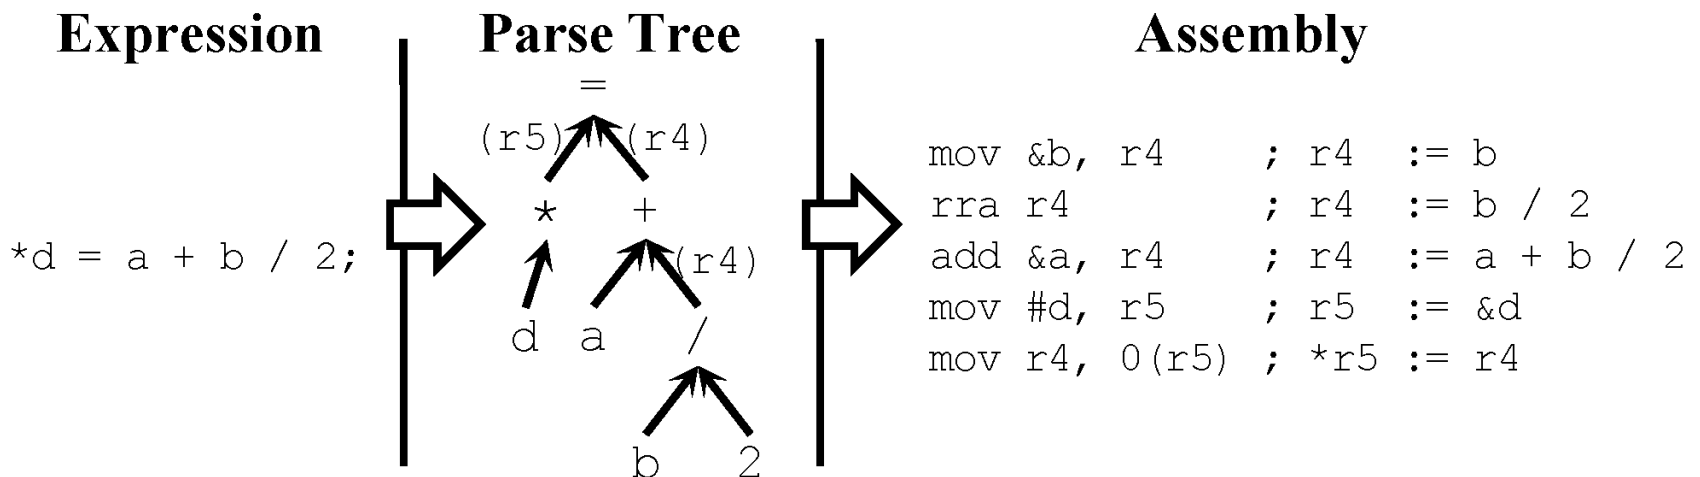 Expression
*d = a + b / 2;
Parse Tree
=
(r5) (r4)
* +
(r4)
d a /
b 2
Assembly
mov &b, r4 ; r4 := b
rra r4 ; r4 := b / 2
add &a, r4 ; r4 := a + b / 2
mov #d, r5 ; r5 := &d
mov r4, 0(r5) ; *r5 := r4